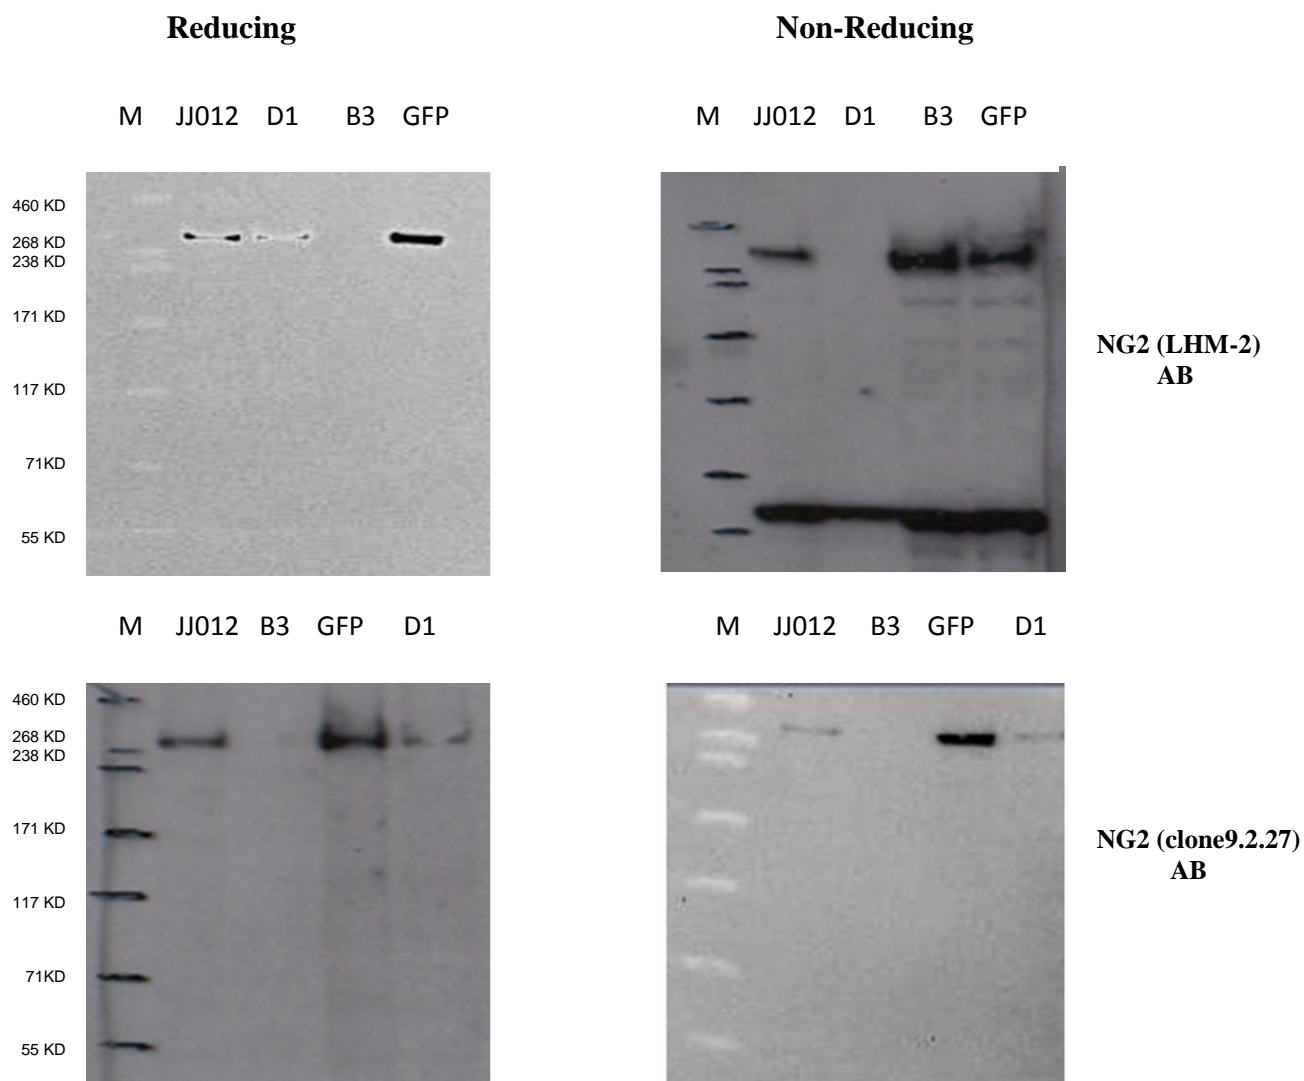 Reducing
Non-Reducing
M JJ012 D1 B3 GFP
M JJ012 D1 B3 GFP
460 KD
268 KD
238 KD
171 KD
117 KD
71KD
55 KD
NG2 (LHM-2)
AB
M JJ012 B3 GFP D1
M JJ012 B3 GFP D1
460 KD
268 KD
238 KD
171 KD
117 KD
71KD
55 KD
NG2 (clone9.2.27)
AB